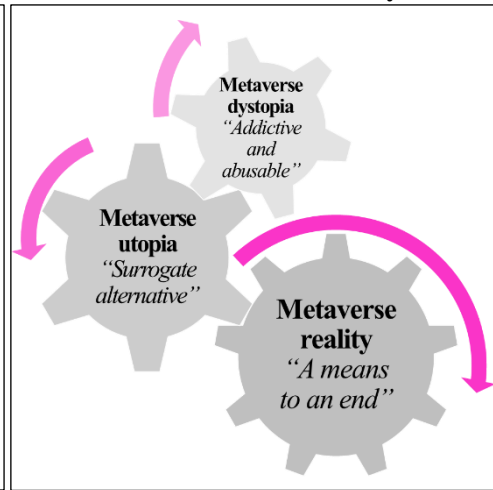 Metaverse
dystopia
“Addictive
and
abusable”
Metaverse
utopia
“Surrogate
alternative”
Metaverse
reality
“A means
to an end”